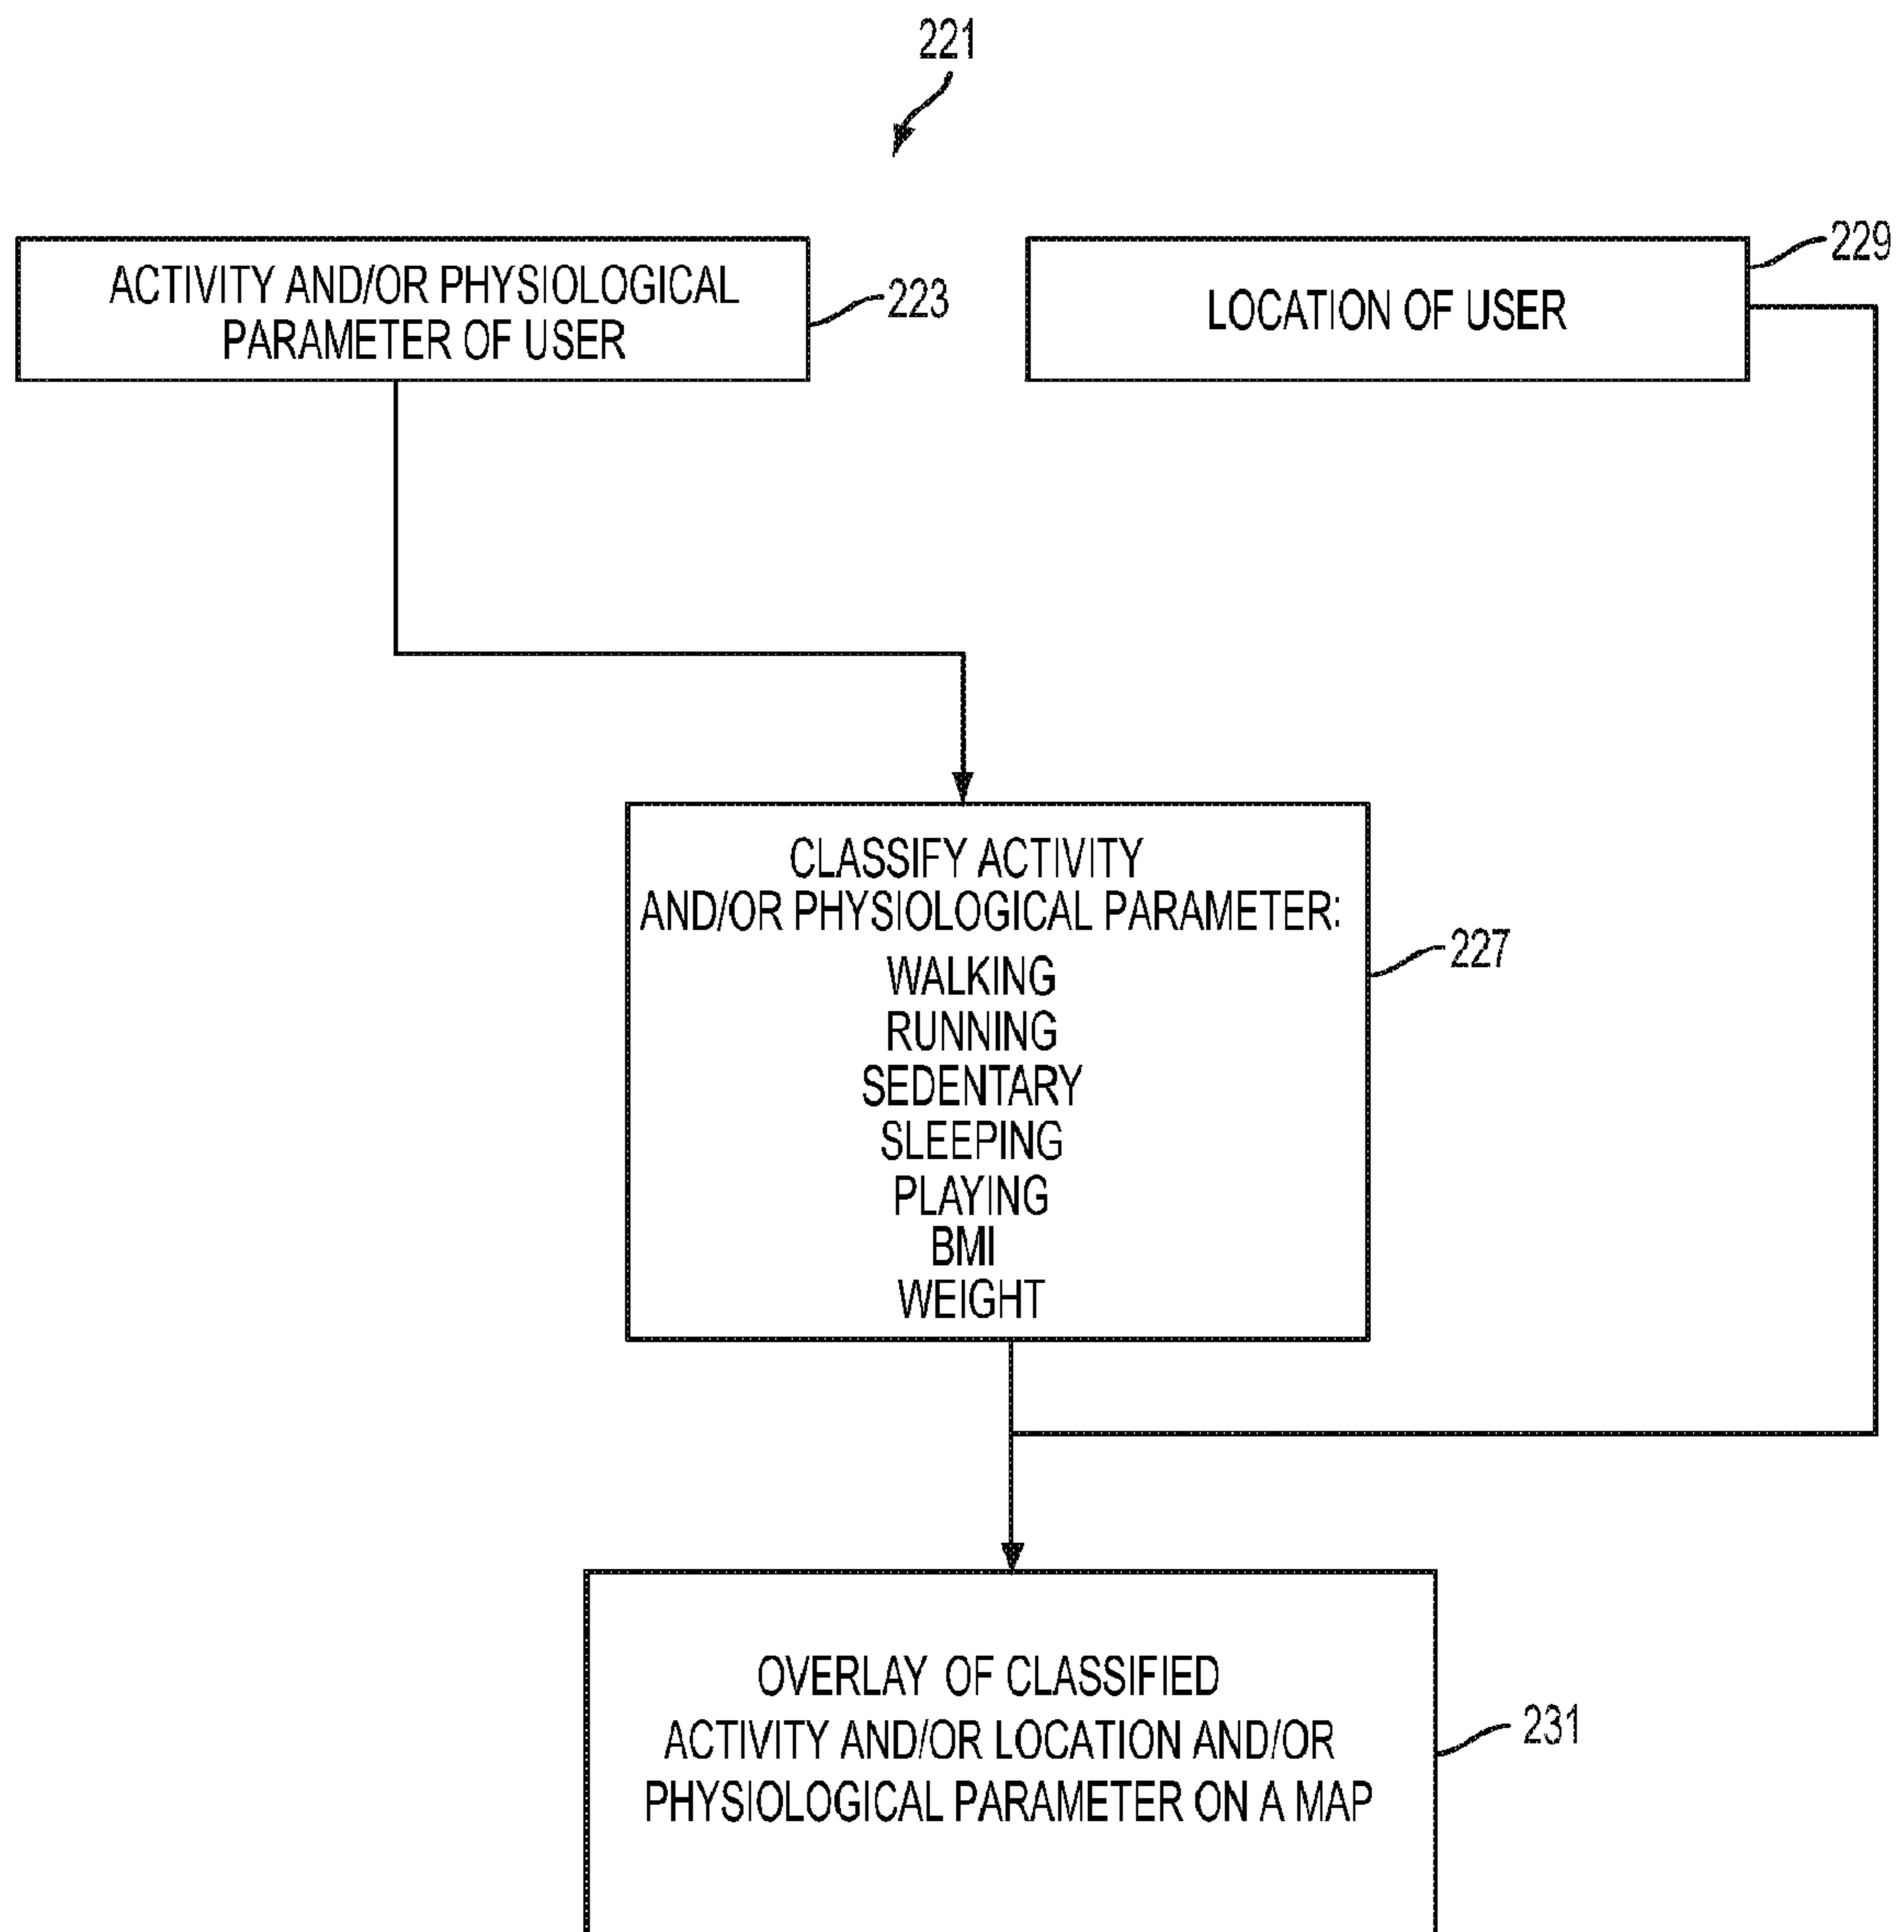 221
ACTIVITY AND/OR PHYSIOLOGICAL
PARAMETER OF USER
223
LOCATION OF USER
229
CLASSIFY ACTIVITY
AND/OR PHYSIOLOGICAL PARAMETER:
WALKING
RUNNING
SEDENTARY
SLEEPING
PLAYING
BMI
WEIGHT
227
OVERLAY OF CLASSIFIED
ACTIVITY AND/OR LOCATION AND/OR
PHYSIOLOGICAL PARAMETER ON A MAP
231